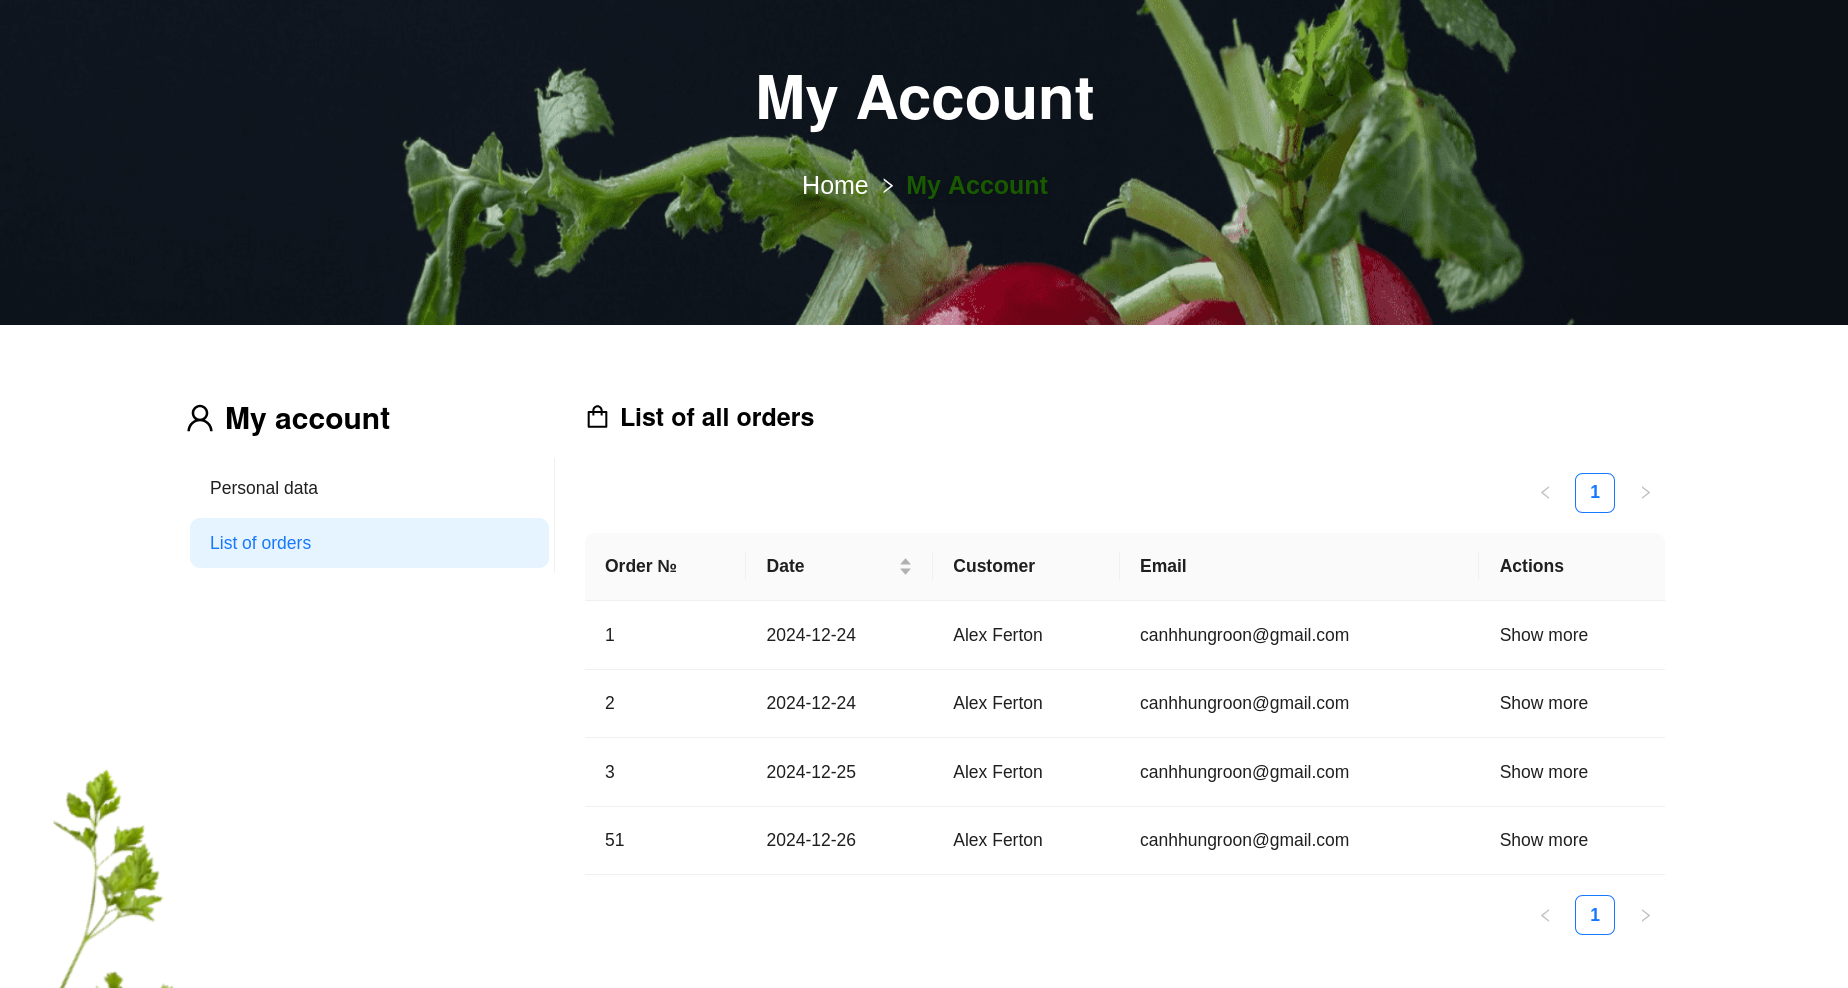 My Account
Home > My Account
My account
Personal data
List of orders
List of all orders
1
Order № Date Customer Email Actions
1 2024-12-24 Alex Ferton canhhungroon@gmail.com Show more
2 2024-12-24 Alex Ferton canhhungroon@gmail.com Show more
3 2024-12-25 Alex Ferton canhhungroon@gmail.com Show more
51 2024-12-26 Alex Ferton canhhungroon@gmail.com Show more
1